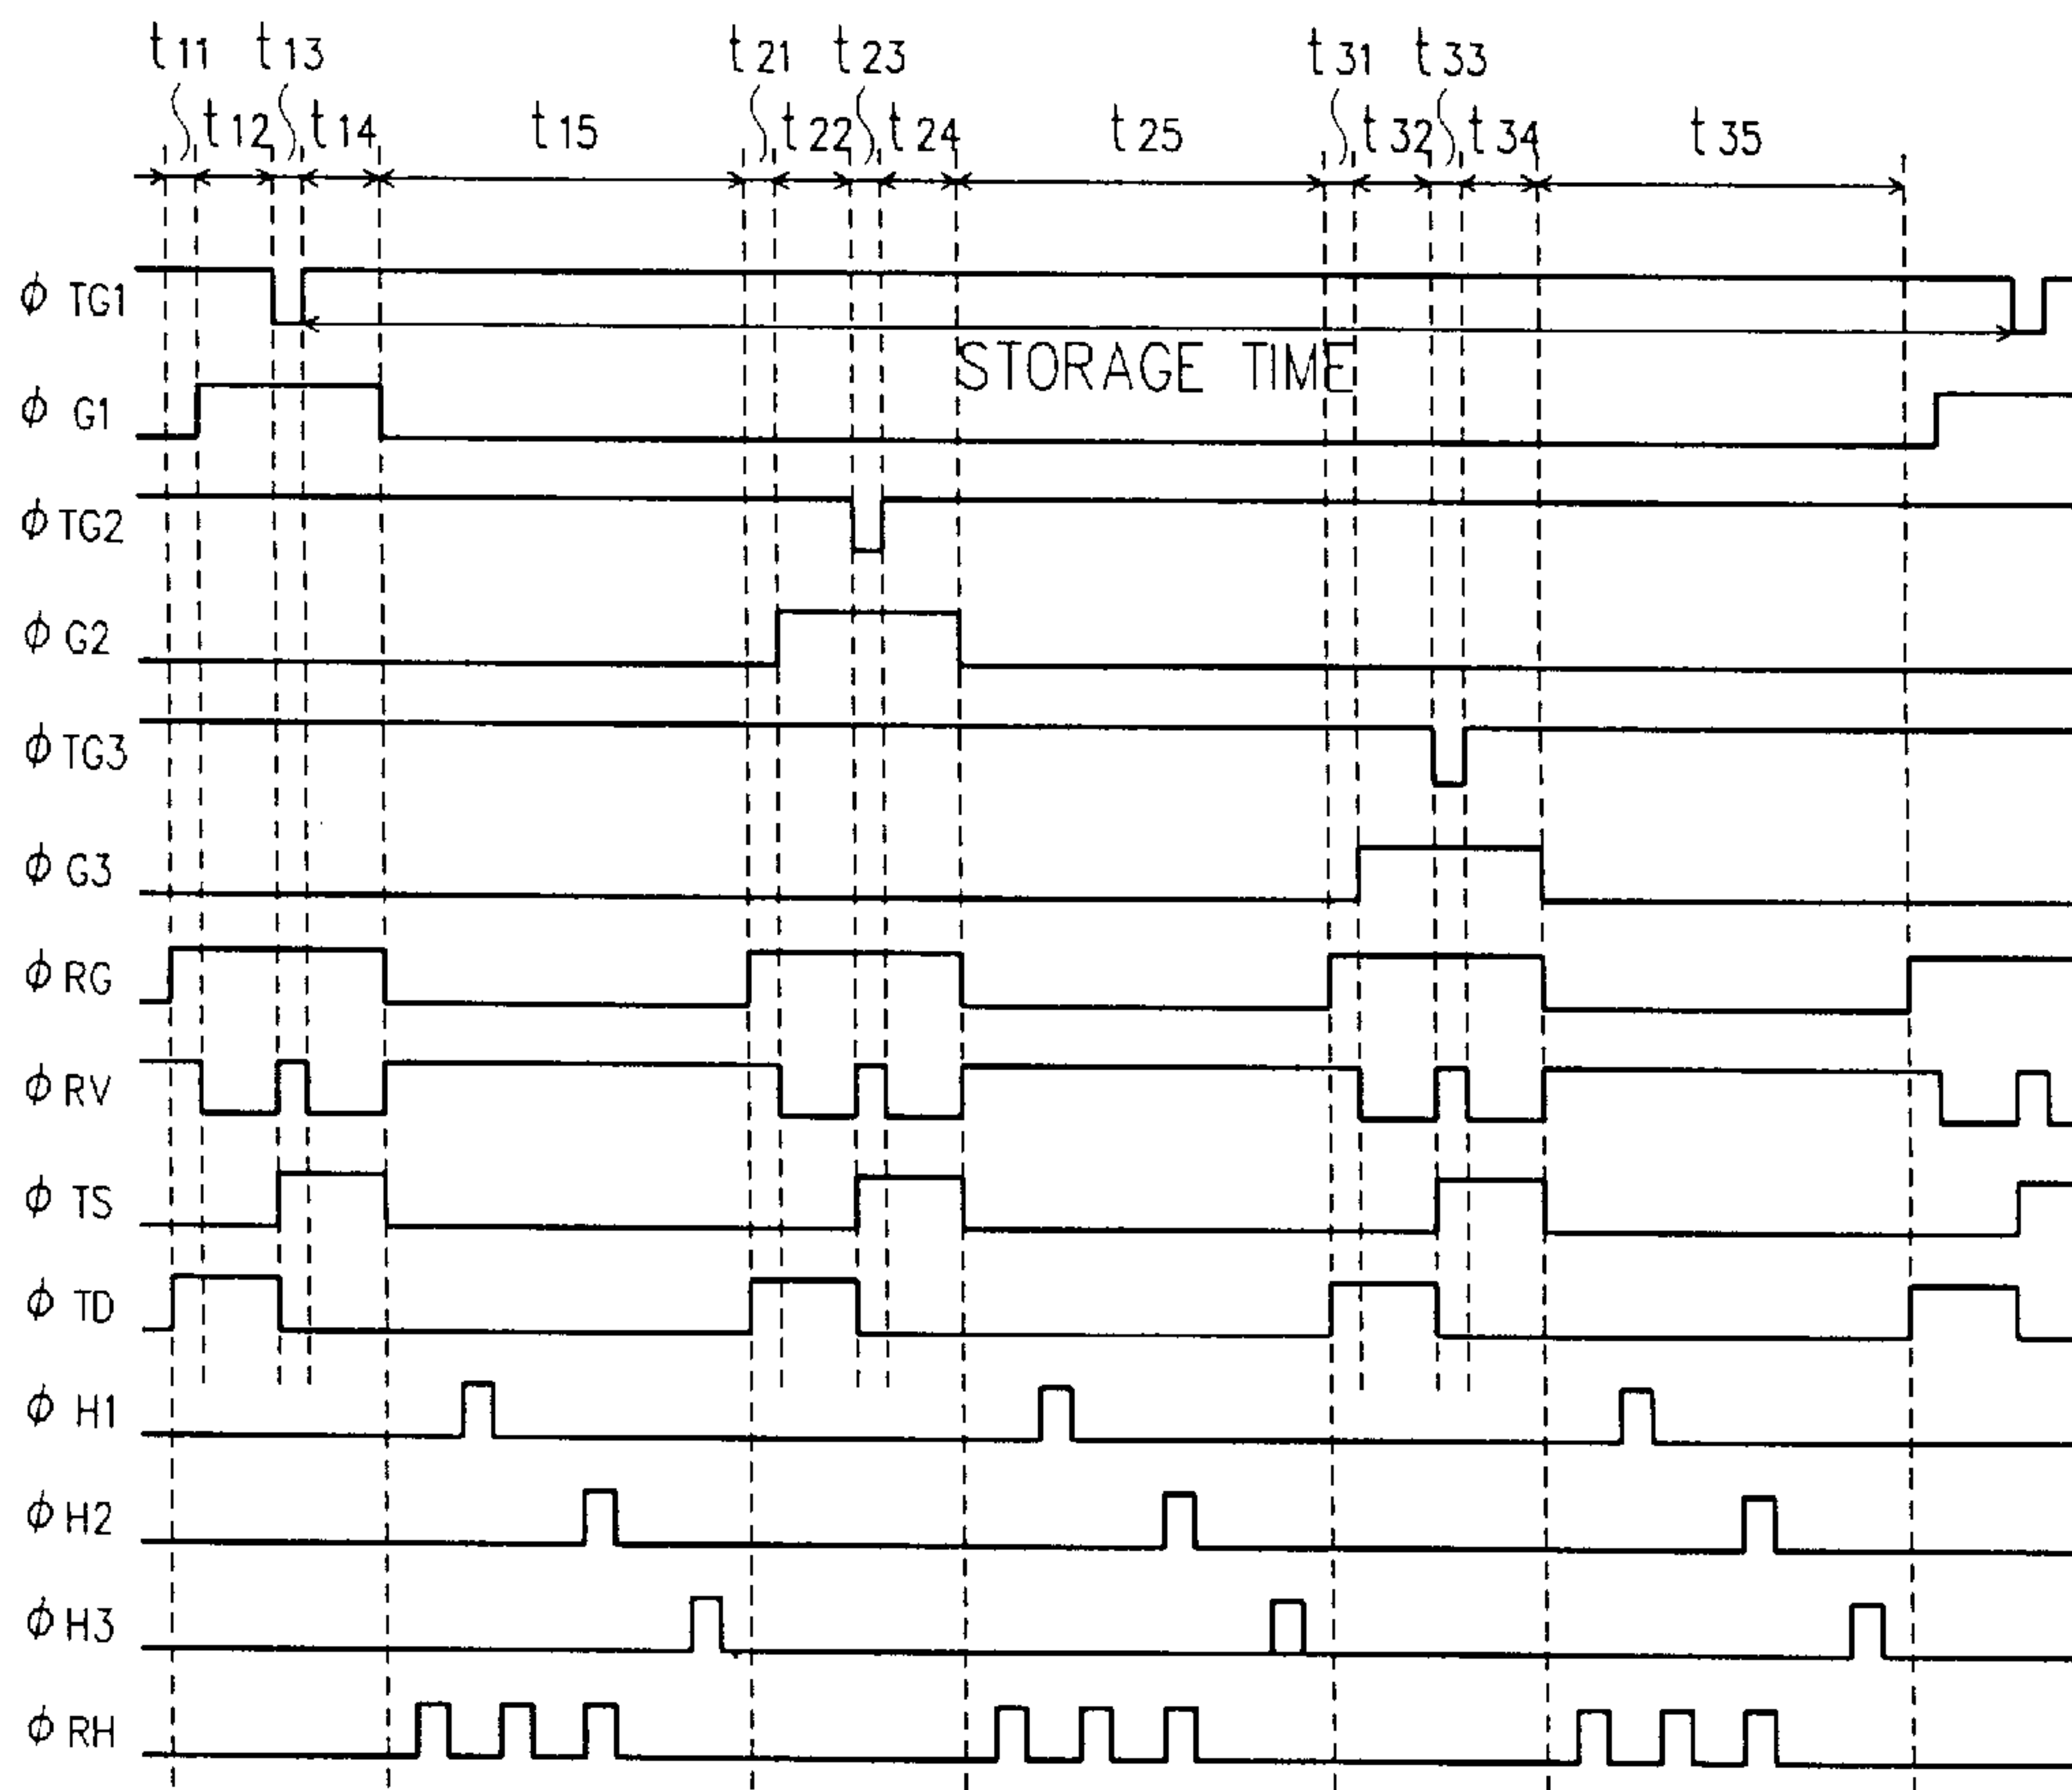 t11 t13 t21 t23 t31 t33
t12 t14 t15 t22 t24 t25 t32 t34 t35
φ TG1
STORAGE TIME
φ G1
φ TG2
φ G2
φ TG3
φ G3
φ RG
φ RV
φ TS
φ TD
φ H1
φ H2
φ H3
φ RH